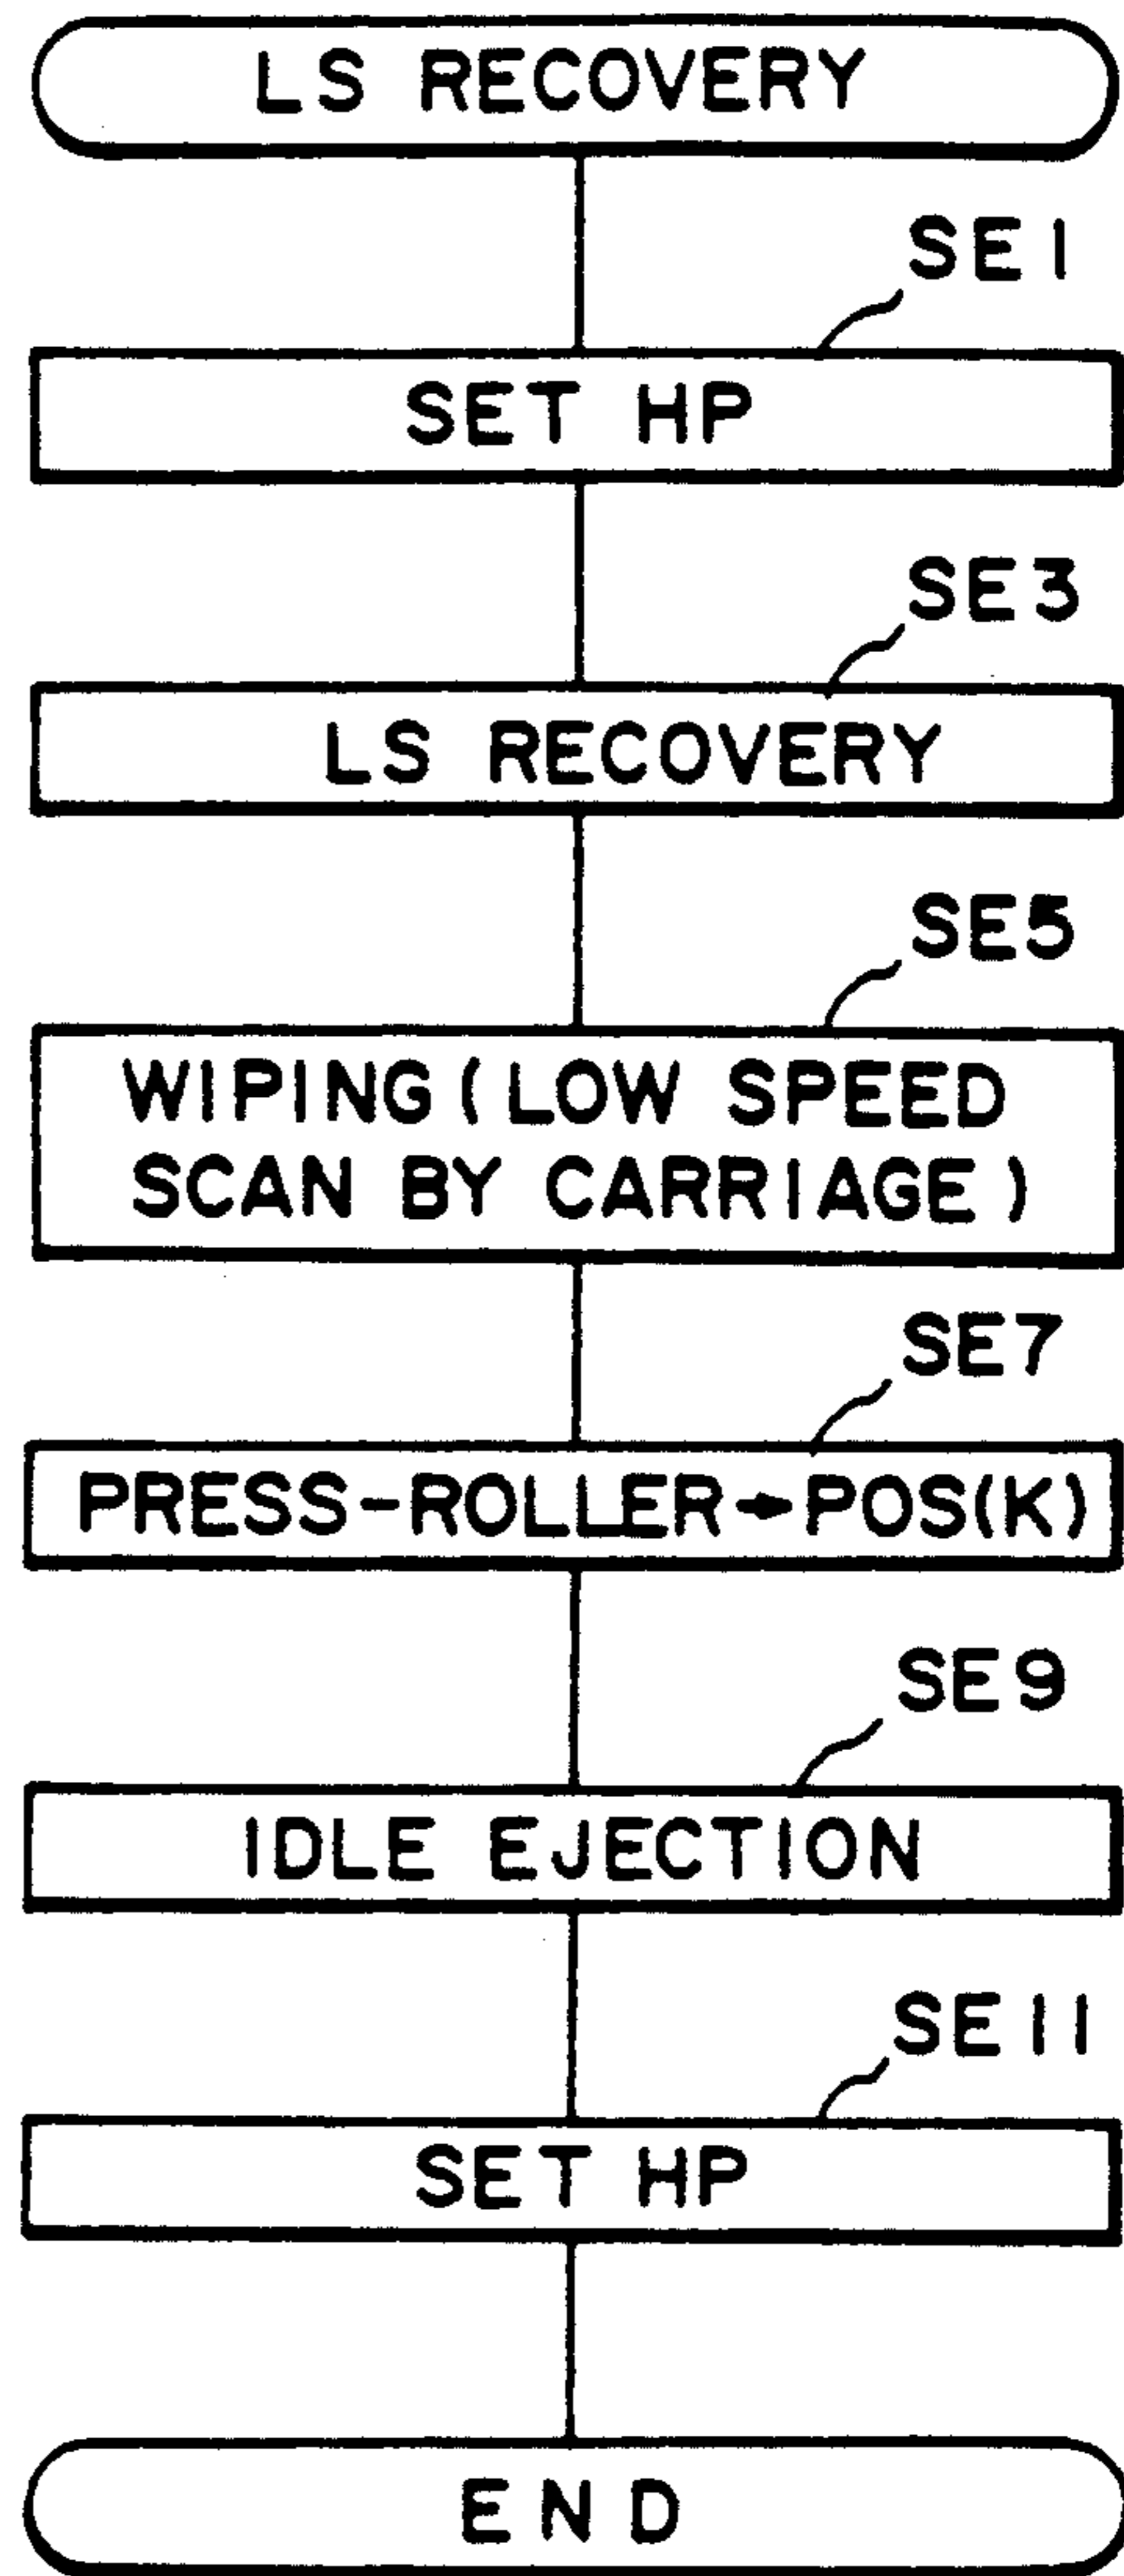 LS RECOVERY
SE1
SET HP
SE3
LS RECOVERY
SE5
WIPING (LOW SPEED
SCAN BY CARRIAGE)
SE7
PRESS-ROLLER→POS(K)
SE9
IDLE EJECTION
SE11
SET HP
END